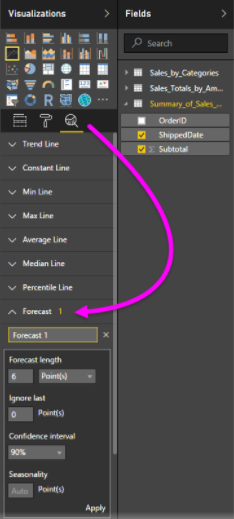 Visualizations
Fields
Search
Sales_by_Categories
Sales_Totals_by_Am...
Summary_of_Sales_...
OrderID
ShippedDate
Σ Subtotal
R
...
Trend Line
Constant Line
Min Line
Max Line
Average Line
Median Line
Percentile Line
Forecast 1
Forecast 1
Forecast length
6 Point(s)
Ignore last
0 Point(s)
Confidence interval
90%
Seasonality
Auto Point(s)
Apply